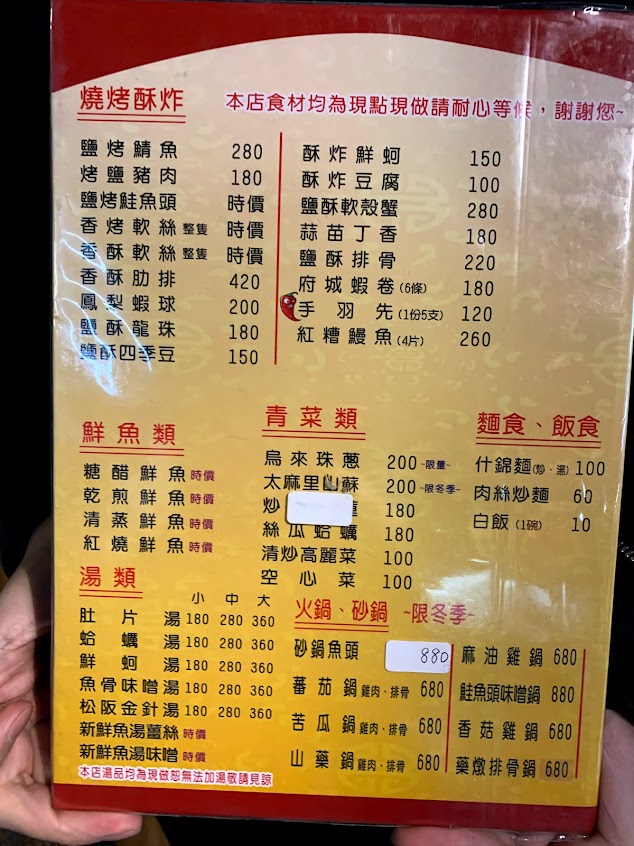 燒烤酥炸
本店食材均為現點現做請耐心等候，謝謝您~
鹽烤鯖魚 280
烤鹽豬肉 180
鹽烤鮭魚頭 時價
香烤軟絲 整隻 時價
香酥軟絲 整隻 時價
香酥肋排 420
鳳梨蝦球 200
鹽酥龍珠 180
鹽酥四季豆 150
酥炸鮮蚵 150
酥炸豆腐 100
鹽酥軟殼蟹 280
蒜苗丁香 180
鹽酥排骨 220
府城蝦卷(6條) 180
手羽先(1份5支) 120
紅糟鰻魚(4片) 260
鮮魚類
糖醋鮮魚 時價
乾煎鮮魚 時價
清蒸鮮魚 時價
紅燒鮮魚 時價
青菜類
烏來珠蔥 200 ~限量~
太麻里山蘇 200 ~限冬季~
炒 180
絲瓜蛤蠣 180
清炒高麗菜 100
空心菜 100
麵食、飯食
什錦麵(炒、湯) 100
肉絲炒麵 60
白飯(1碗) 10
湯類
小 中 大
肚片湯 180 280 360
蛤蠣湯 180 280 360
鮮蚵湯 180 280 360
魚骨味噌湯 180 280 360
松阪金針湯 180 280 360
新鮮魚湯薑絲 時價
新鮮魚湯味噌 時價
本店湯品均為現做恕無法加湯敬請見諒
火鍋、砂鍋 ~限冬季~
砂鍋魚頭 880
蕃茄鍋 雞肉、排骨 680
苦瓜鍋 雞肉、排骨 680
山藥鍋 雞肉、排骨 680
麻油雞鍋 680
鮭魚頭味噌鍋 880
香菇雞鍋 680
藥燉排骨鍋 680